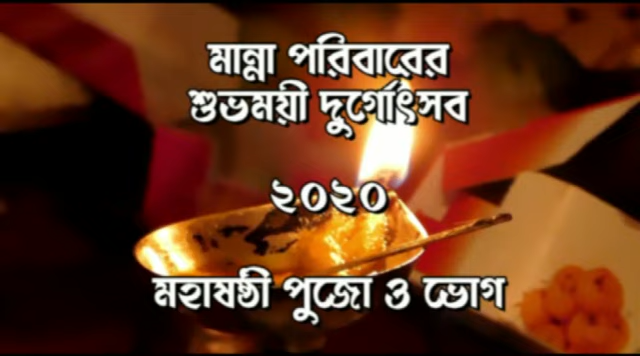 মান্না পরিবারের
শুভময়ী দুর্গোৎসব
২০২০
মহাষষ্ঠী পুজো ও ভোগ